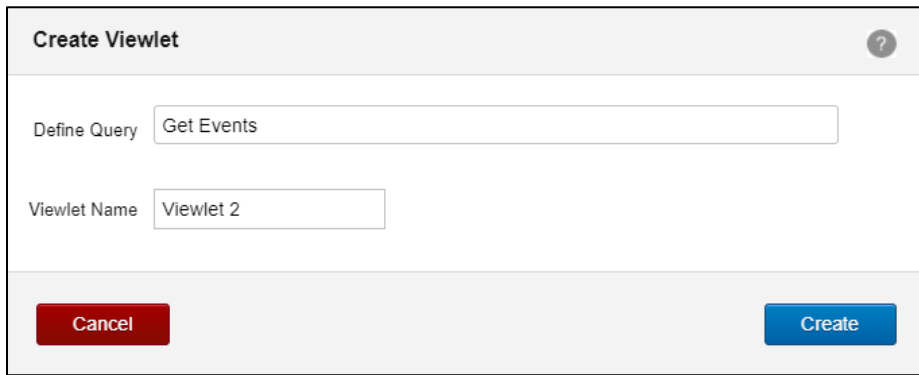 Create Viewlet
?
Define Query Get Events
Viewlet Name Viewlet 2
Cancel Create